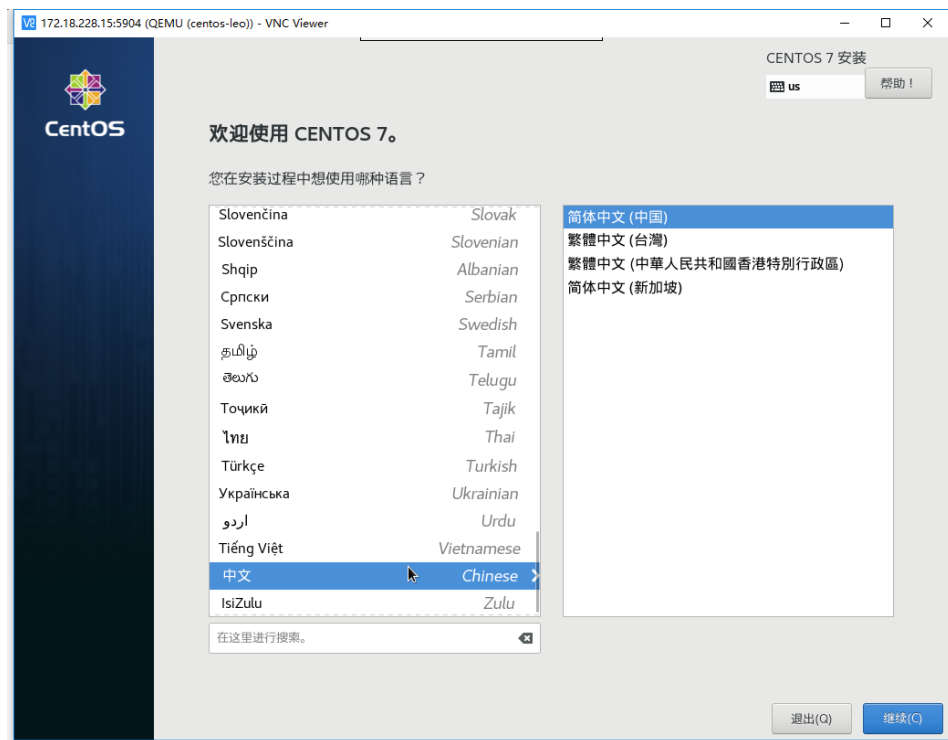 172.18.228.15:5904 (QEMU (centos-leo)) - VNC Viewer
CENTOS 7 安装
us
帮助！
CentOS
欢迎使用 CENTOS 7。
您在安装过程中想使用哪种语言？
Slovenčina Slovak
Slovenščina Slovenian
Shqip Albanian
Српски Serbian
Svenska Swedish
தமிழ் Tamil
తెలుగు Telugu
Тоҷикӣ Tajik
ไทย Thai
Türkçe Turkish
Українська Ukrainian
اردو Urdu
Tiếng Việt Vietnamese
中文 Chinese
IsiZulu Zulu
简体中文 (中国)
繁體中文 (台灣)
繁體中文 (中華人民共和國香港特別行政區)
简体中文 (新加坡)
在这里进行搜索。
退出(Q)
继续(C)